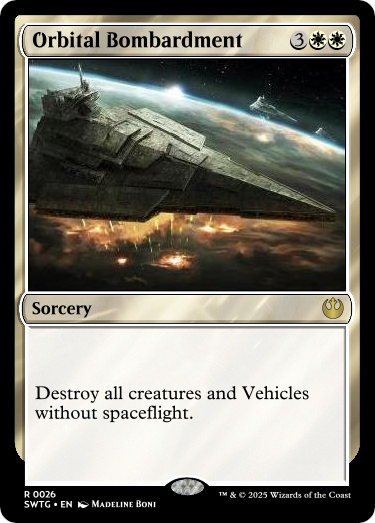 Orbital Bombardment 3
Sorcery
Destroy all creatures and Vehicles
without spaceflight.
R 0026
SWTG • EN Madeline Boni
™ & © 2025 Wizards of the Coast